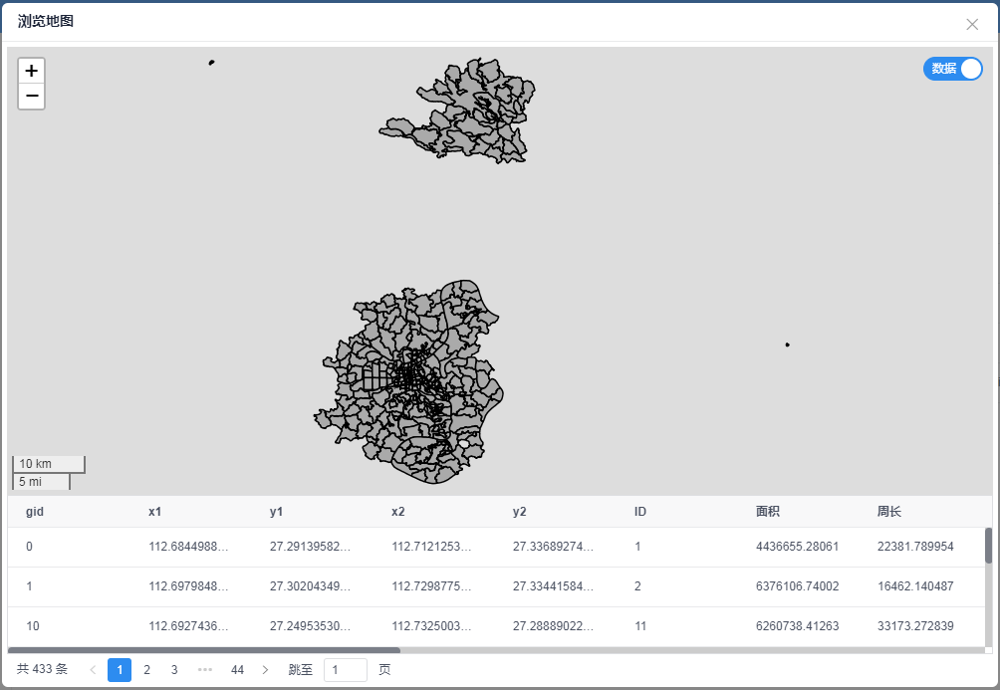 浏览地图
+
−
数据
10 km
5 mi
gid x1 y1 x2 y2 ID 面积 周长
0 112.6844988... 27.29139582... 112.7121253... 27.33689274... 1 4436655.28061 22381.789954
1 112.6979848... 27.30204349... 112.7298775... 27.33441584... 2 6376106.74002 16462.140487
10 112.6927436... 27.24953530... 112.7325003... 27.28889022... 11 6260738.41263 33173.272839
共 433 条 1 2 3 ••• 44 跳至 1 页